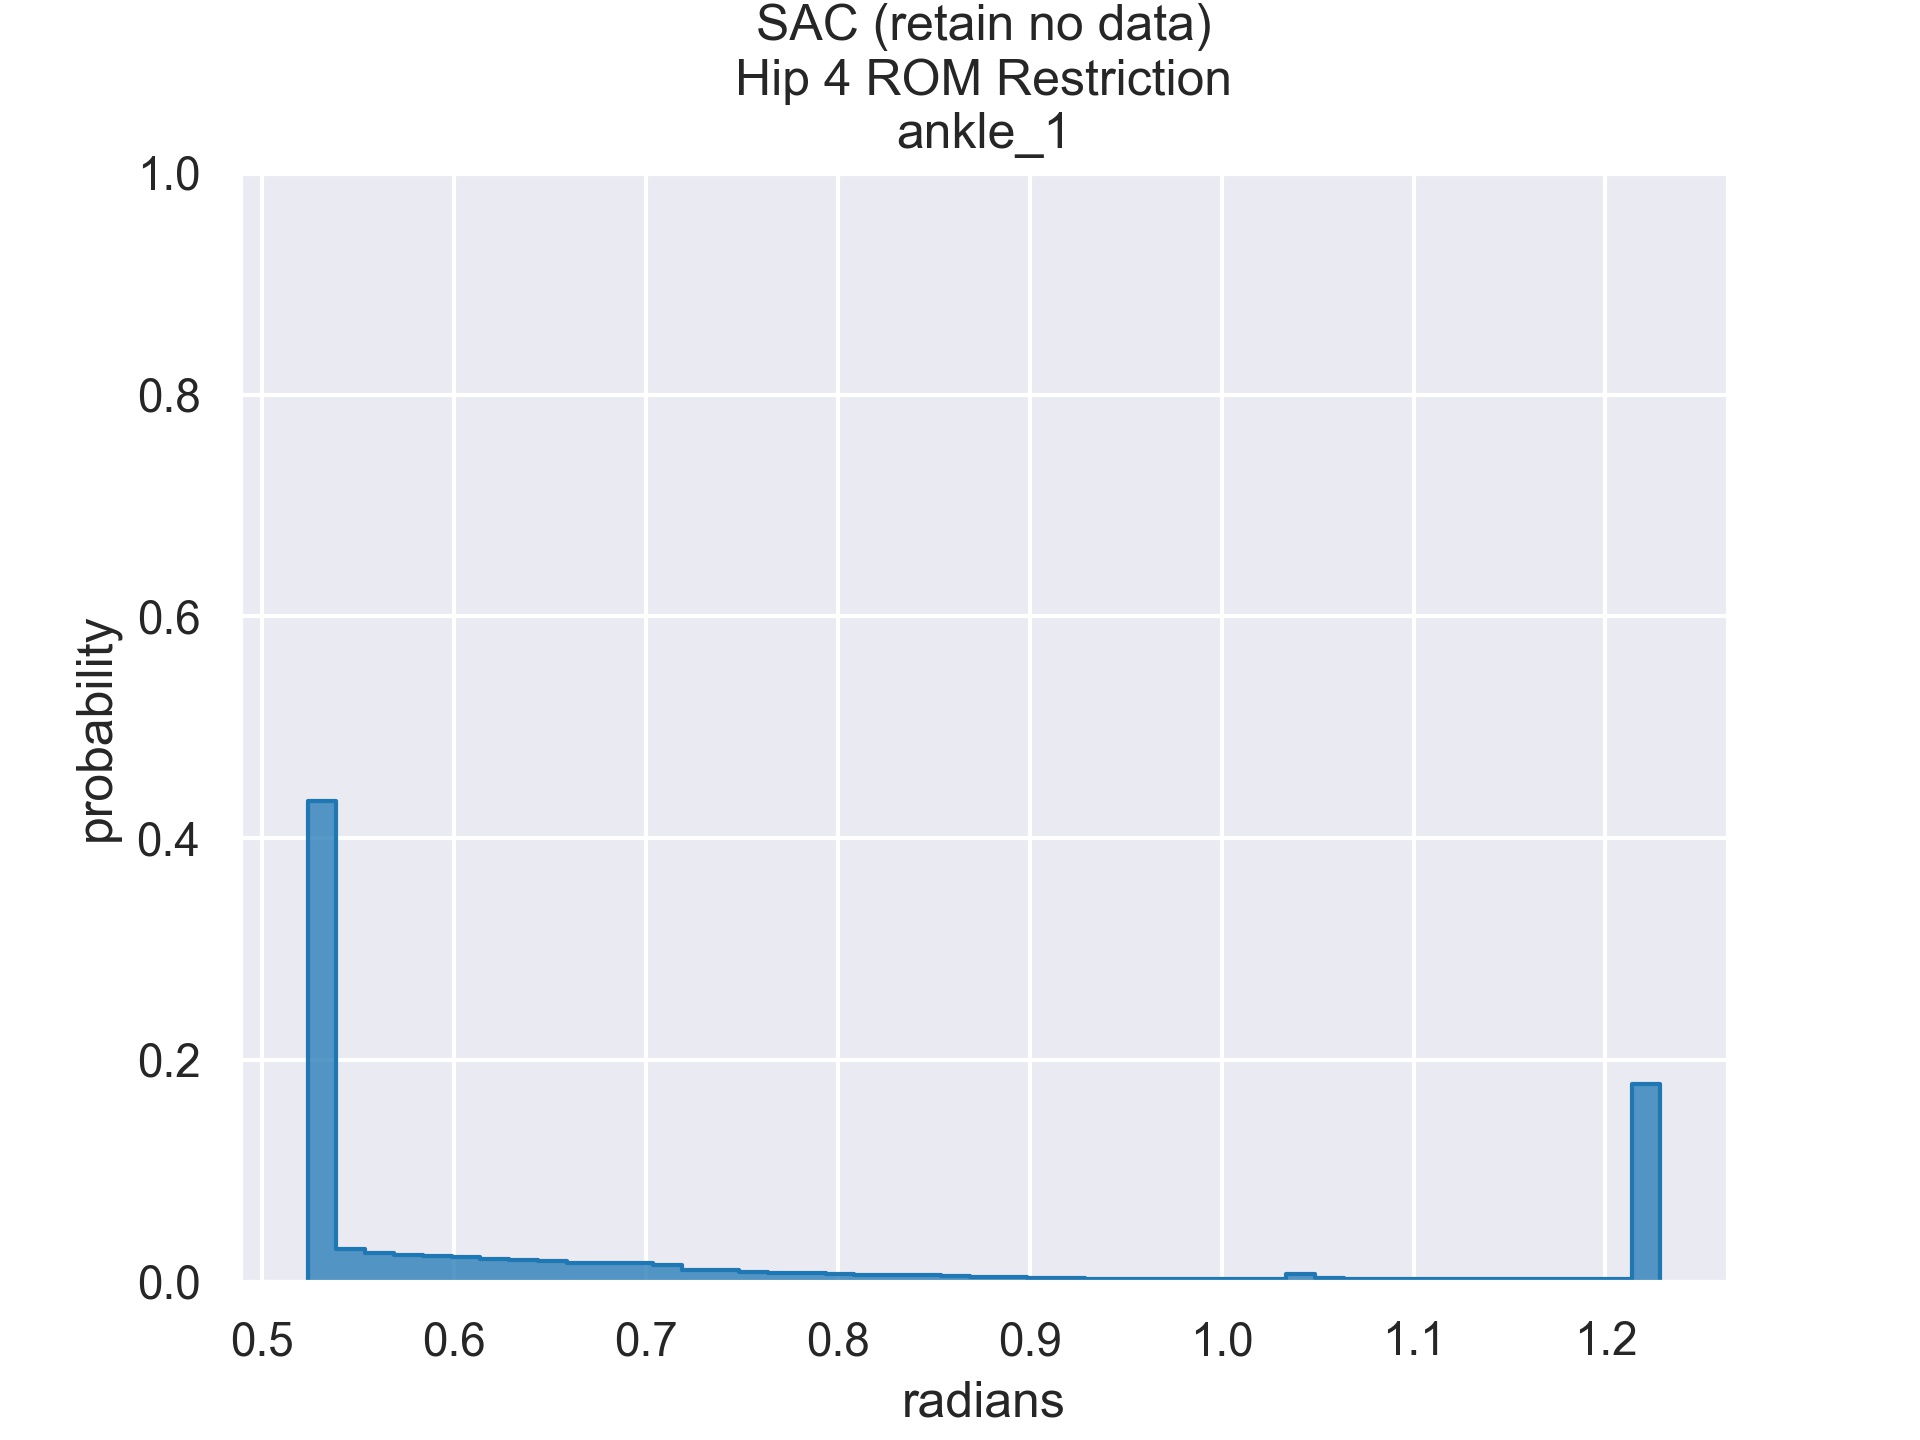 SAC (retain no data)
Hip 4 ROM Restriction
ankle_1
1.0
0.8
0.6
0.4
0.2
0.0
probability
0.5 0.6 0.7 0.8 0.9 1.0 1.1 1.2
radians